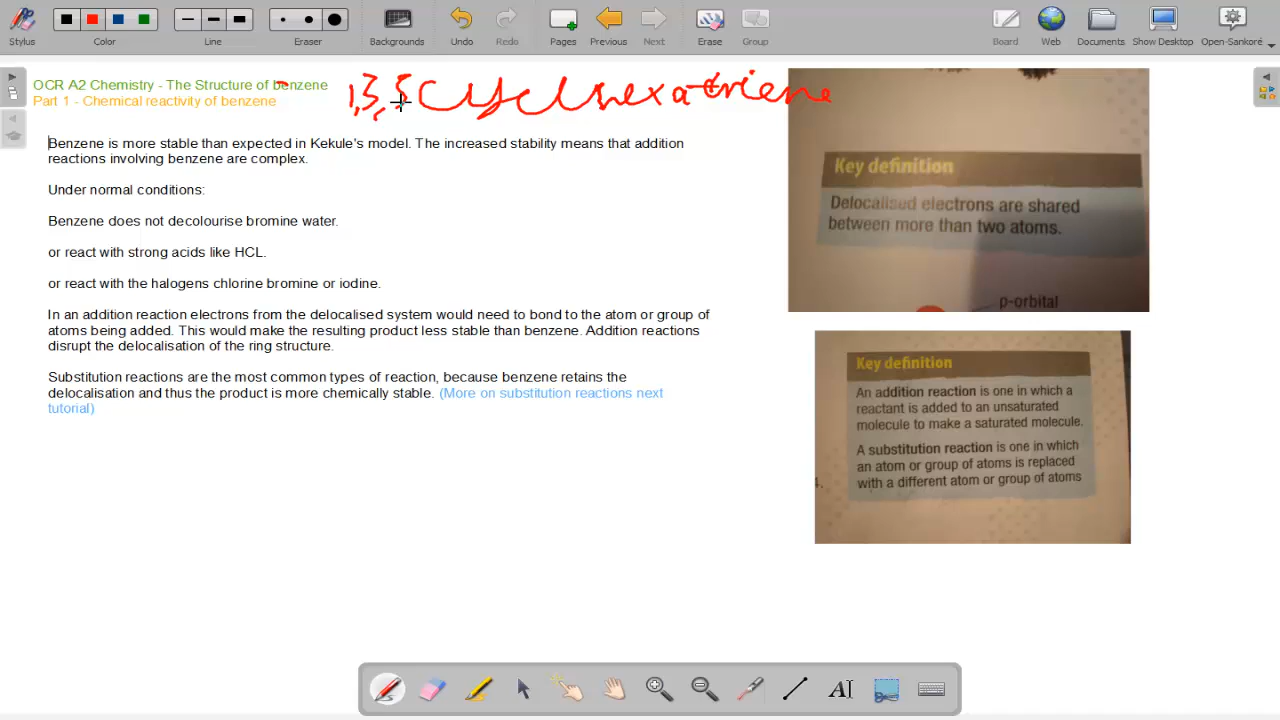 Stylus
Color
Line
Eraser
Backgrounds
Undo
Redo
Pages
Previous
Next
Erase
Group
Board
Web
Documents
Show Desktop
Open-Sankoré
OCR A2 Chemistry - The Structure of benzene
Part 1 - Chemical reactivity of benzene
1,3,5 Cyclhexa-triene
Benzene is more stable than expected in Kekule's model. The increased stability means that addition
reactions involving benzene are complex.
Under normal conditions:
Benzene does not decolourise bromine water.
or react with strong acids like HCL.
or react with the halogens chlorine bromine or iodine.
In an addition reaction electrons from the delocalised system would need to bond to the atom or group of
atoms being added. This would make the resulting product less stable than benzene. Addition reactions
disrupt the delocalisation of the ring structure.
Substitution reactions are the most common types of reaction, because benzene retains the
delocalisation and thus the product is more chemically stable. (More on substitution reactions next
tutorial)
Key definition
Delocalised electrons are shared
between more than two atoms.
p-orbital
Key definition
An addition reaction is one in which a
reactant is added to an unsaturated
molecule to make a saturated molecule.
A substitution reaction is one in which
an atom or group of atoms is replaced
with a different atom or group of atoms
4.